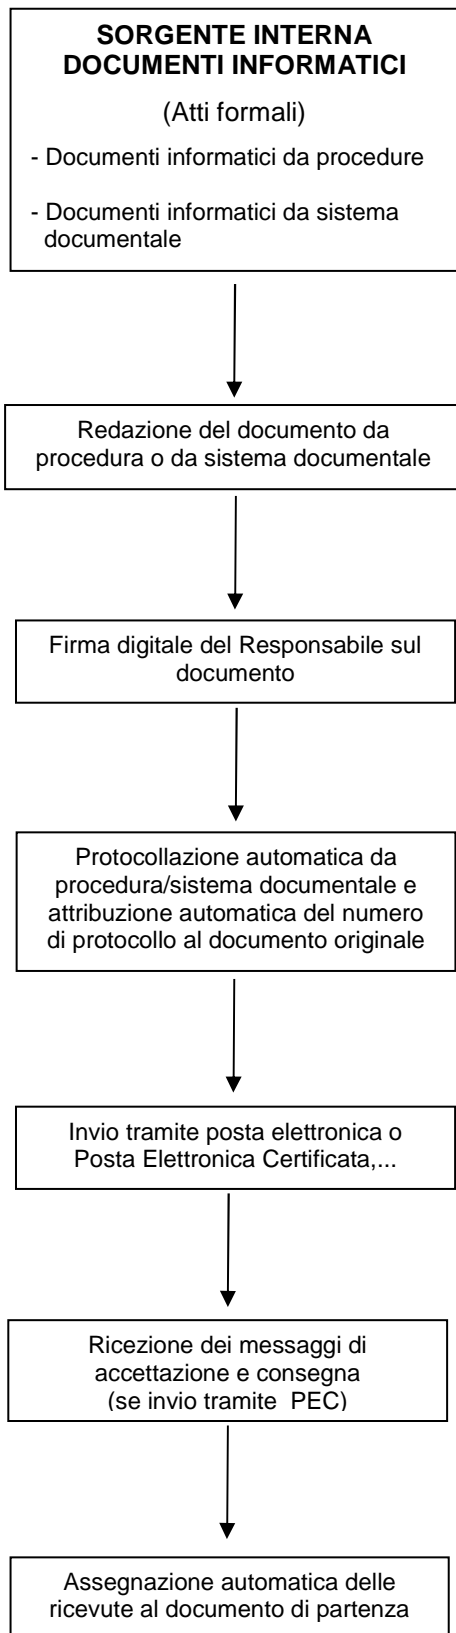 SORGENTE INTERNA
DOCUMENTI INFORMATICI
(Atti formali)
- Documenti informatici da procedure
- Documenti informatici da sistema
documentale
Redazione del documento da
procedura o da sistema documentale
Firma digitale del Responsabile sul
documento
Protocollazione automatica da
procedura/sistema documentale e
attribuzione automatica del numero
di protocollo al documento originale
Invio tramite posta elettronica o
Posta Elettronica Certificata,...
Ricezione dei messaggi di
accettazione e consegna
(se invio tramite PEC)
Assegnazione automatica delle
ricevute al documento di partenza